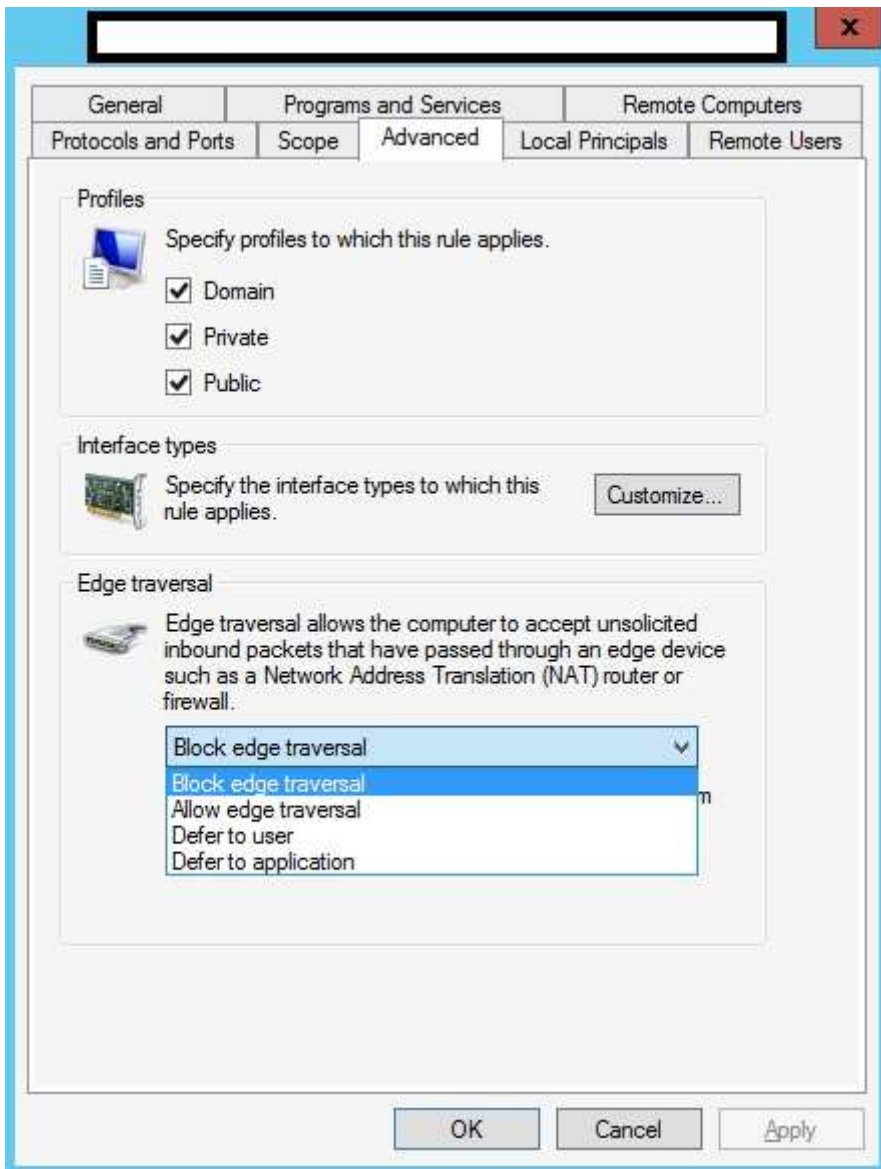 x
General
Programs and Services
Remote Computers
Protocols and Ports
Scope
Advanced
Local Principals
Remote Users
Profiles
Specify profiles to which this rule applies.
Domain
Private
Public
Interface types
Specify the interface types to which this
rule applies.
Customize...
Edge traversal
Edge traversal allows the computer to accept unsolicited
inbound packets that have passed through an edge device
such as a Network Address Translation (NAT) router or
firewall.
Block edge traversal
Block edge traversal
Allow edge traversal
Defer to user
Defer to application
OK
Cancel
Apply